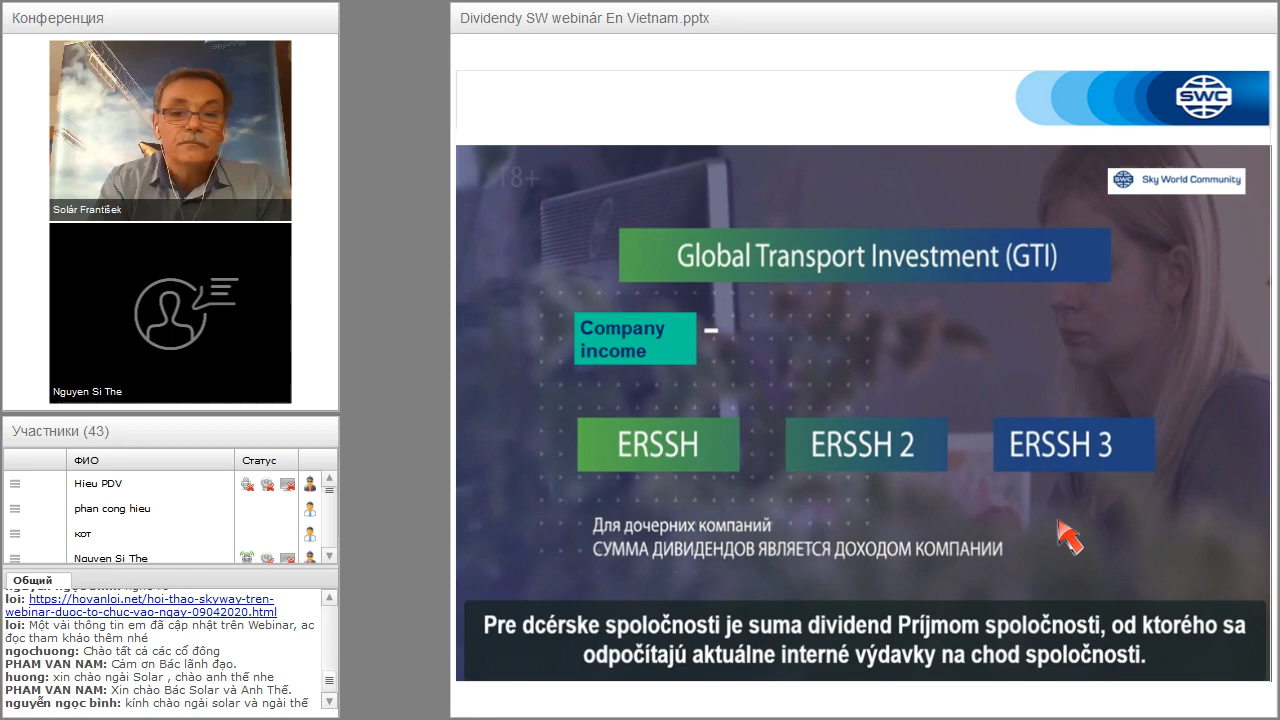 Конференция
Solár František
Nguyen Si The
Участники (43)
ФИО
Статус
Hieu PDV
phan cong hieu
кот
Nguyen Si The
Общий
loi: https://hovanloi.net/hoi-thao-skyway-tren-
webinar-duoc-to-chuc-vao-ngay-09042020.html
loi: Một vài thông tin em đã cập nhật trên Webinar, ac
đọc tham khảo thêm nhé
ngochuong: Chào tất cả các cổ đông
PHAM VAN NAM: Cảm ơn Bác lãnh đạo.
huong: xin chào ngài Solar , chào anh thế nhe
PHAM VAN NAM: Xin chào Bác Solar và Anh Thế.
nguyễn ngọc bình: kính chào ngài solar và ngài thế
Dividendy SW webinár En Vietnam.pptx
SWC
18+
SWC Sky World Community
Global Transport Investment (GTI)
Company
income
–
ERSSH
ERSSH 2
ERSSH 3
Для дочерних компаний
СУММА ДИВИДЕНДОВ ЯВЛЯЕТСЯ ДОХОДОМ КОМПАНИИ
Pre dcérske spoločnosti je suma dividend Príjmom spoločnosti, od ktorého sa
odpočítajú aktuálne interné výdavky na chod spoločnosti.